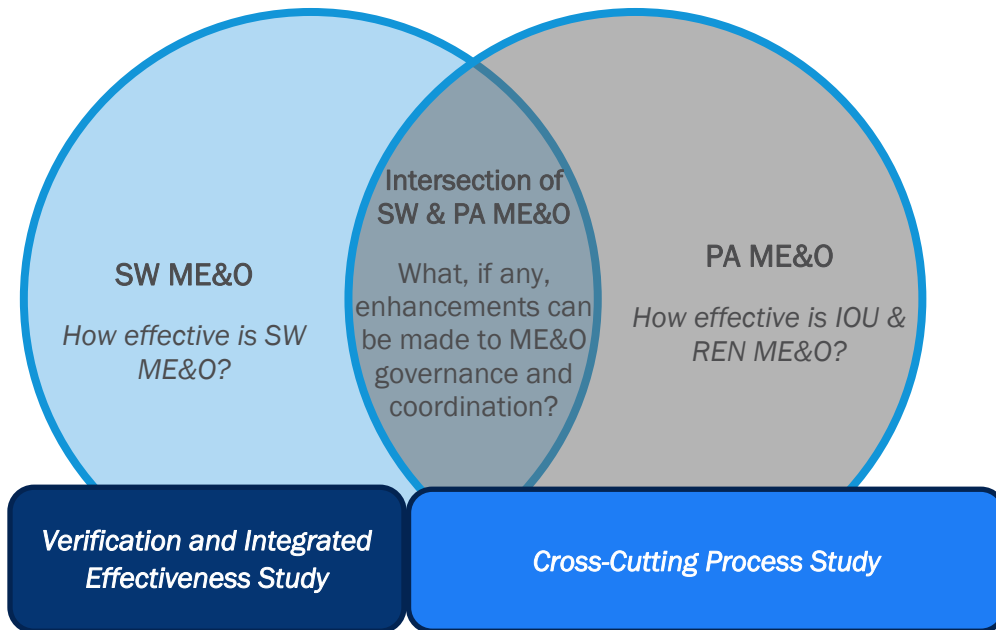 SW ME&O
How effective is SW
ME&O?
Intersection of
SW & PA ME&O
What, if any,
enhancements can
be made to ME&O
governance and
coordination?
PA ME&O
How effective is IOU &
REN ME&O?
Verification and Integrated
Effectiveness Study
Cross-Cutting Process Study